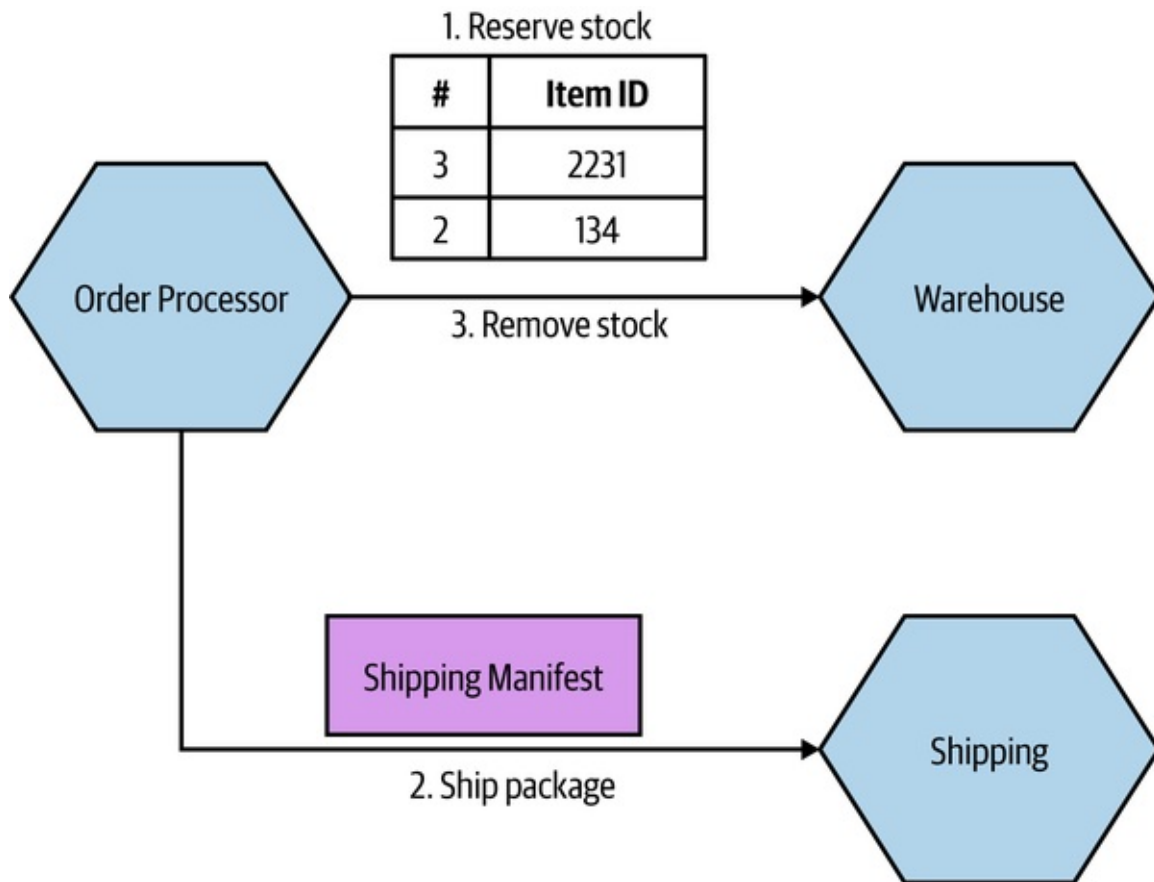 1. Reserve stock
# Item ID
3 2231
2 134
Order Processor
Warehouse
3. Remove stock
Shipping Manifest
Shipping
2. Ship package